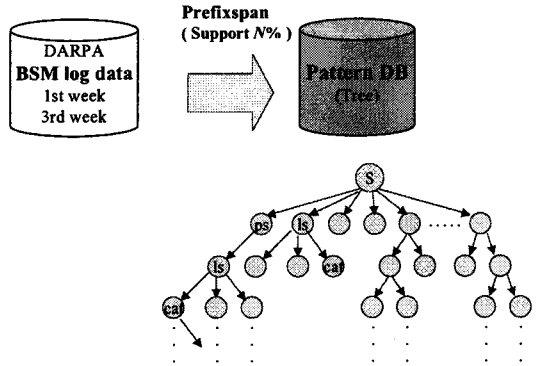 Prefixspan
( Support N% )
DARPA
BSM log data
1st week
3rd week
Pattern DB
(Tree)
S
ps
ls
ls
cat
cat